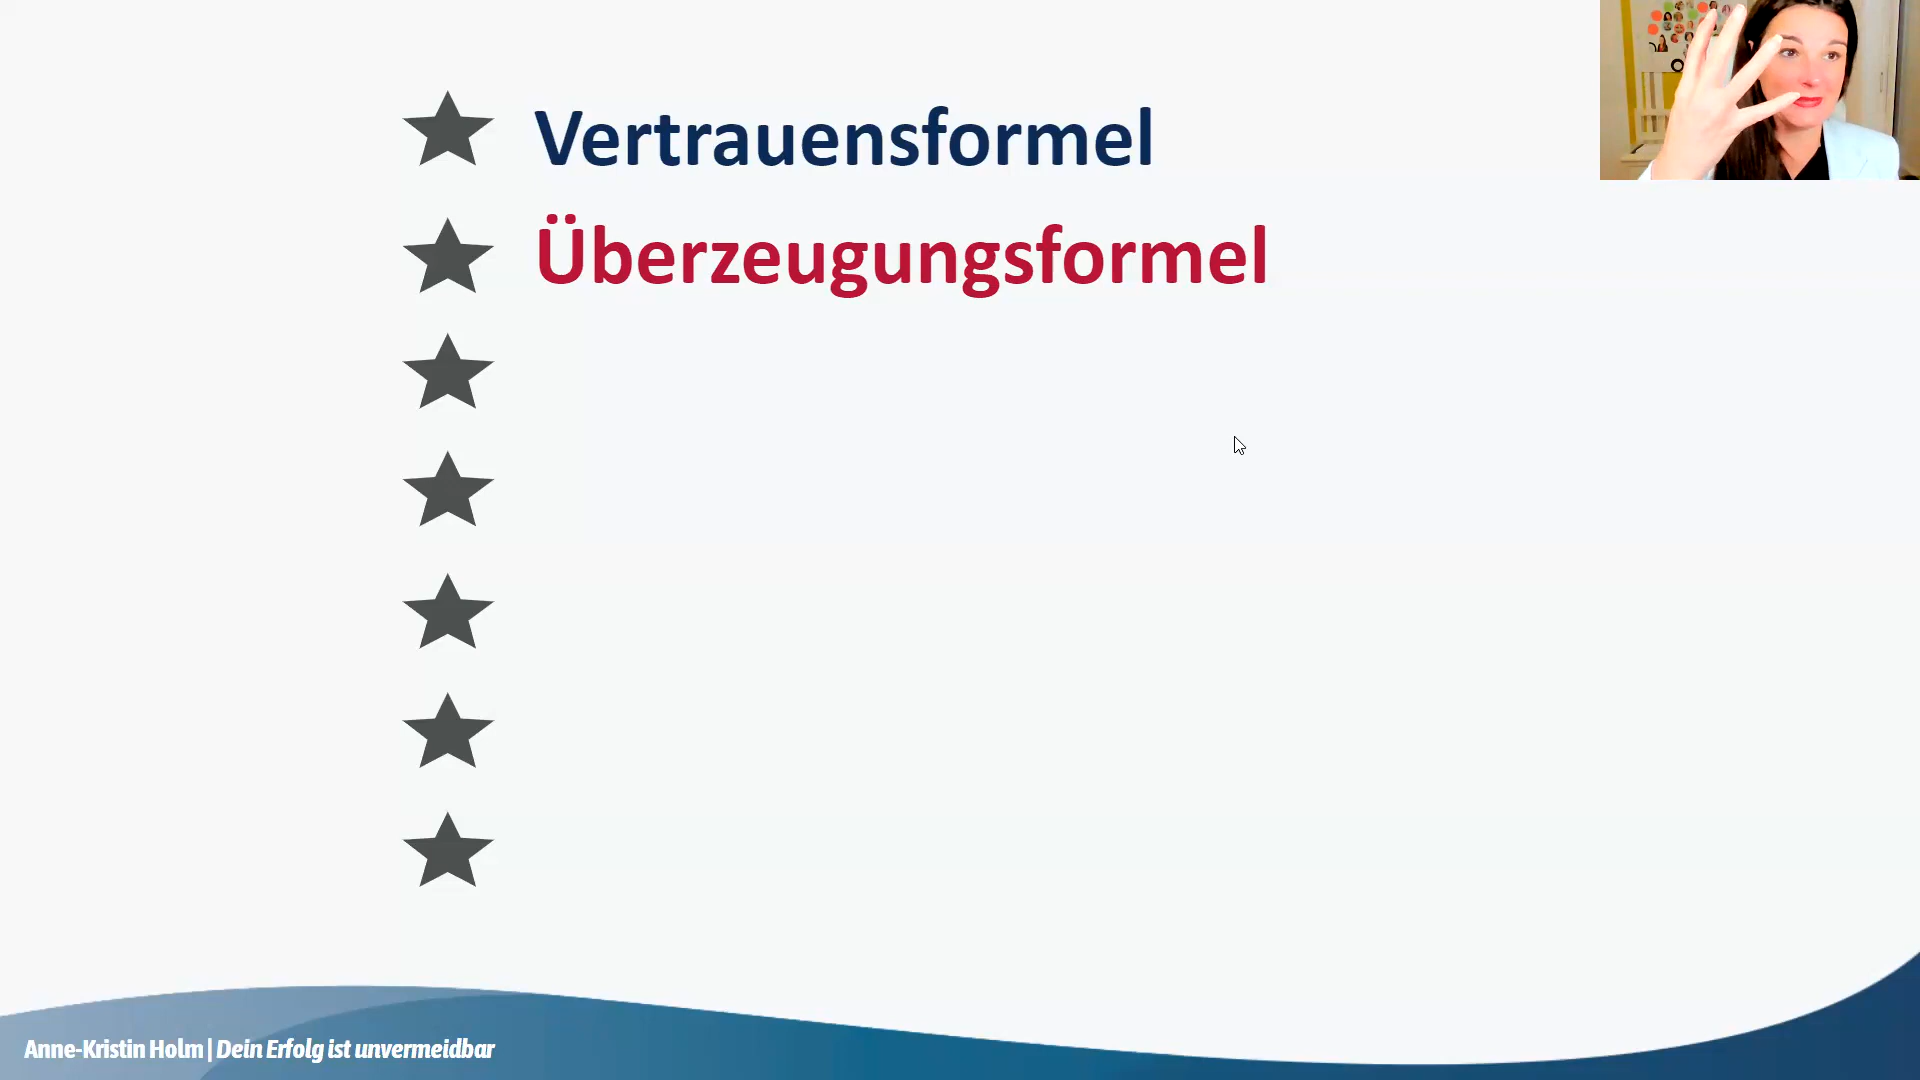 Vertrauensformel
Überzeugungsformel
Anne-Kristin Holm | Dein Erfolg ist unvermeidbar